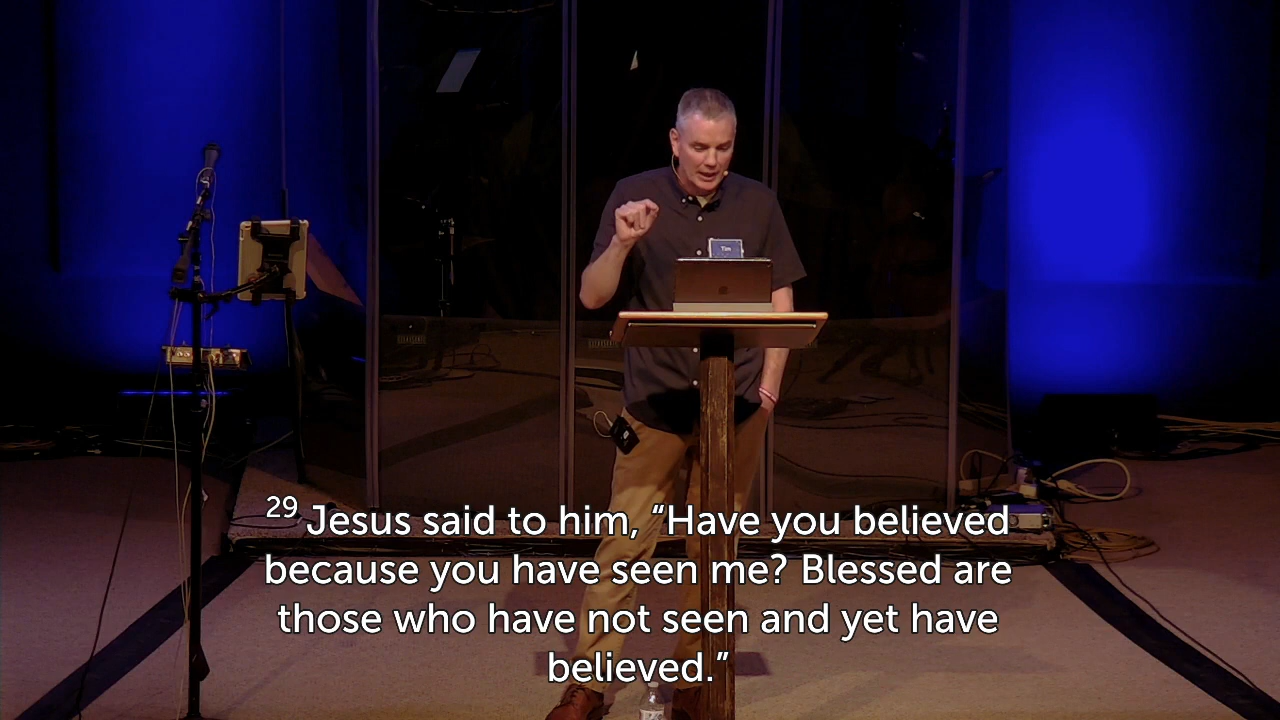 Tim
29 Jesus said to him, “Have you believed
because you have seen me? Blessed are
those who have not seen and yet have
believed.”